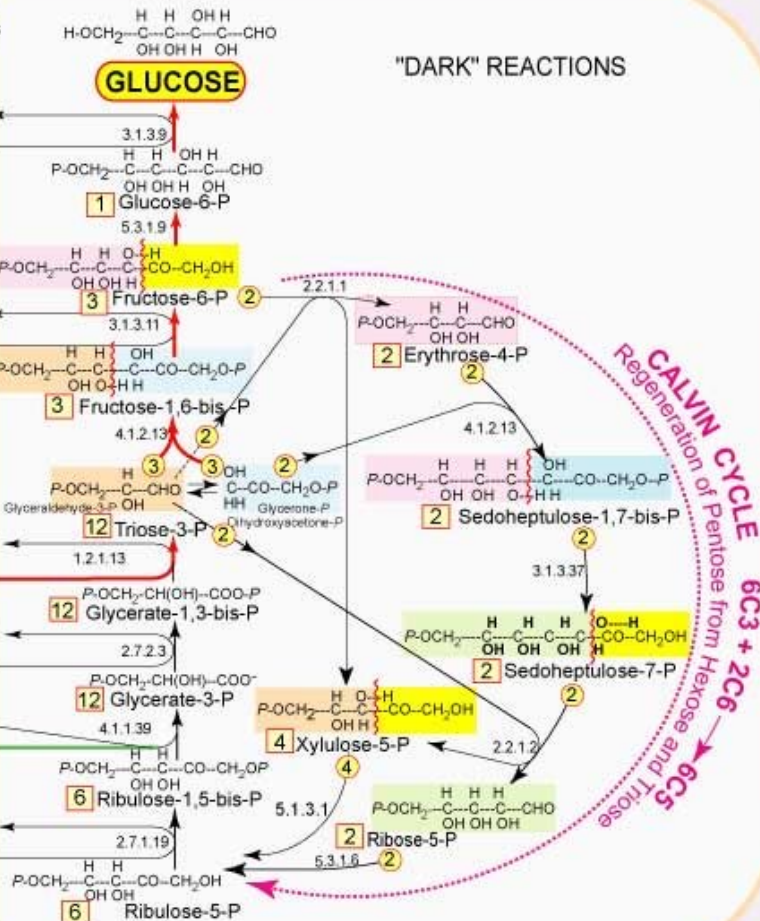 H H OH H
H-OCH2---C---C---C---C---CHO
OH OH H OH
GLUCOSE
"DARK" REACTIONS
3.1.3.9
H H OH H
P-OCH2---C---C---C---C---CHO
OH OH H OH
1 Glucose-6-P
5.3.1.9
H H O--H
P-OCH2---C---C---C--CO--CH2OH
OH OH H
3 Fructose-6-P 2
2.2.1.1
3.1.3.11
H H
P-OCH2---C---C---CHO
OH OH
2 Erythrose-4-P
2
H H OH
P-OCH2---C---C---C---CO---CH2O-P
OH O-H H
3 Fructose-1,6-bis-P
4.1.2.13
2
4.1.2.13
3 3 2
H
P-OCH2---C---CHO
OH
Glyceraldehyde-3-P
OH
C--CO--CH2O-P
HH
Glycerone-P
Dihydroxyacetone-P
12 Triose-3-P
2
H H H OH
P-OCH2---C---C---C---C---CO---CH2O-P
OH OH O-H H
2 Sedoheptulose-1,7-bis-P
2
1.2.1.13
3.1.3.37
P-OCH2--CH(OH)--COO-P
12 Glycerate-1,3-bis-P
H H H O---H
P-OCH2---C---C---C---C--CO--CH2OH
OH OH OH H
2 Sedoheptulose-7-P
2
2.7.2.3
P-OCH2-CH(OH)--COO-
12 Glycerate-3-P
H O--H
P-OCH2---C---C---CO--CH2OH
OH H
4 Xylulose-5-P
4
2.2.1.2
4.1.1.39
H H
P-OCH2---C---C---CO---CH2OP
OH OH
6 Ribulose-1,5-bis-P
H H H
P-OCH2---C---C---C---CHO
OH OH OH
2 Ribose-5-P
2
5.1.3.1
5.3.1.6
2.7.1.19
H H
P-OCH2---C---C---CO---CH2OH
OH OH
6 Ribulose-5-P
CALVIN CYCLE 6C3 + 2C6 → 6C5
Regeneration of Pentose from Hexose and Triose